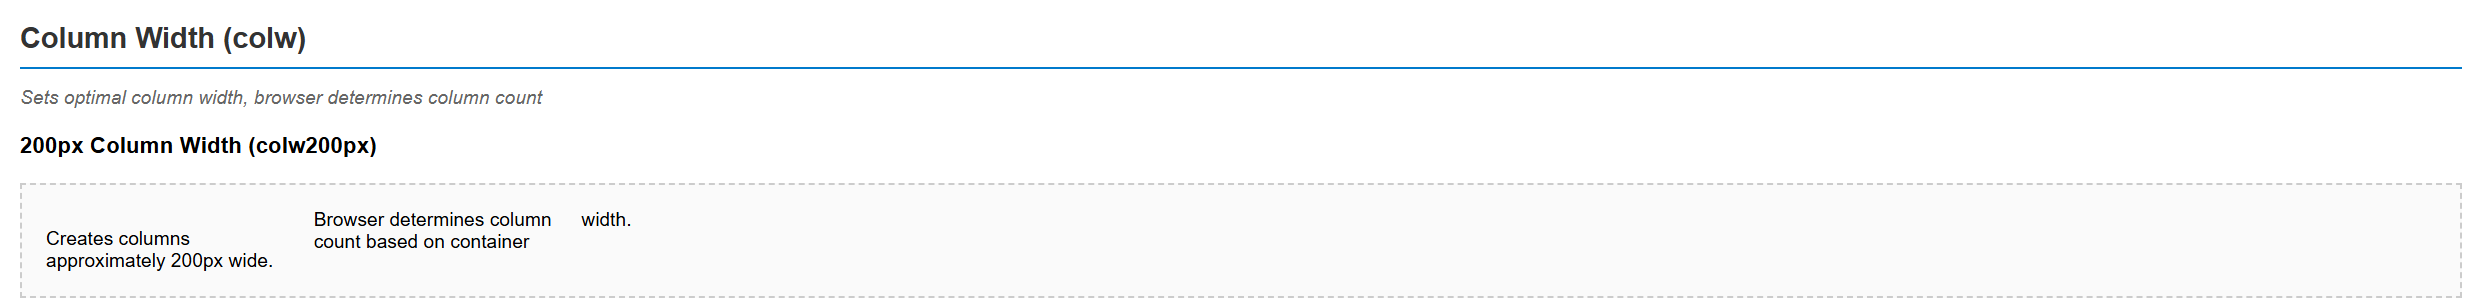 Column Width (colw)
Sets optimal column width, browser determines column count
200px Column Width (colw200px)
Creates columns
approximately 200px wide.
Browser determines column
count based on container
width.